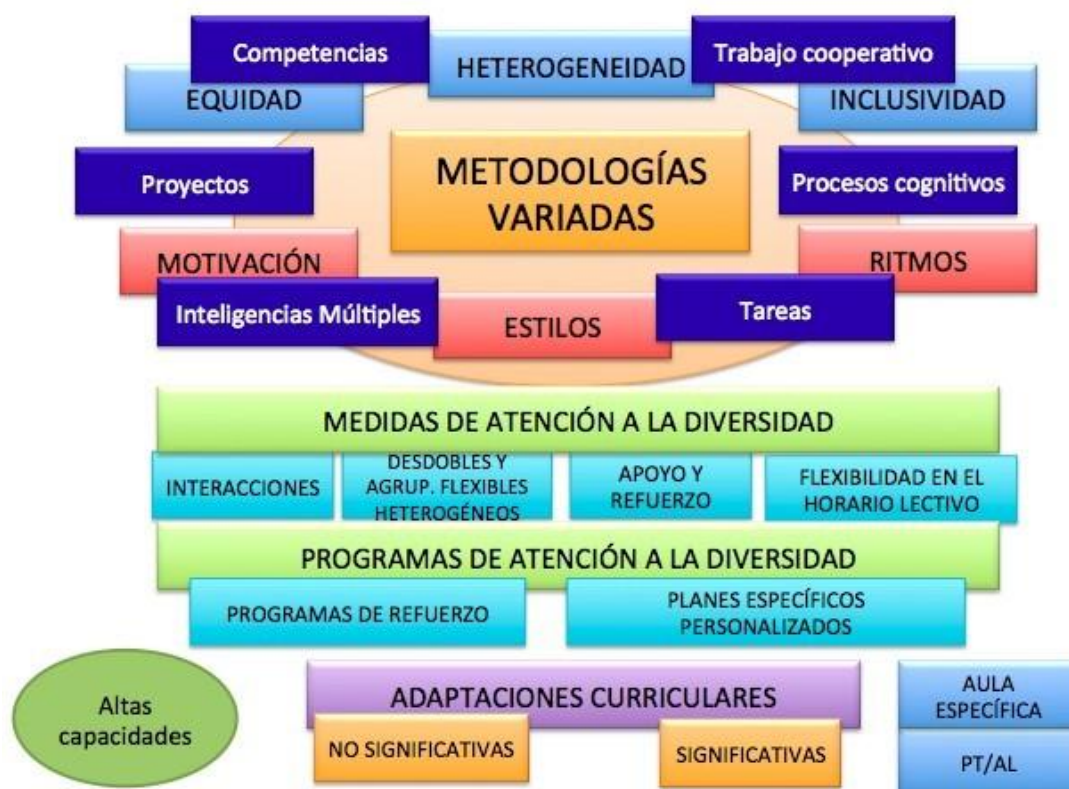 Competencias
HETEROGENEIDAD
Trabajo cooperativo
EQUIDAD
INCLUSIVIDAD
METODOLOGÍAS
VARIADAS
Proyectos
Procesos cognitivos
MOTIVACIÓN
RITMOS
Inteligencias Múltiples
ESTILOS
Tareas
MEDIDAS DE ATENCIÓN A LA DIVERSIDAD
INTERACCIONES
DESDOBLES Y
AGRUP. FLEXIBLES
HETEROGÉNEOS
APOYO Y
REFUERZO
FLEXIBILIDAD EN EL
HORARIO LECTIVO
PROGRAMAS DE ATENCIÓN A LA DIVERSIDAD
PROGRAMAS DE REFUERZO
PLANES ESPECÍFICOS
PERSONALIZADOS
Altas
capacidades
ADAPTACIONES CURRICULARES
NO SIGNIFICATIVAS
SIGNIFICATIVAS
AULA
ESPECÍFICA
PT/AL